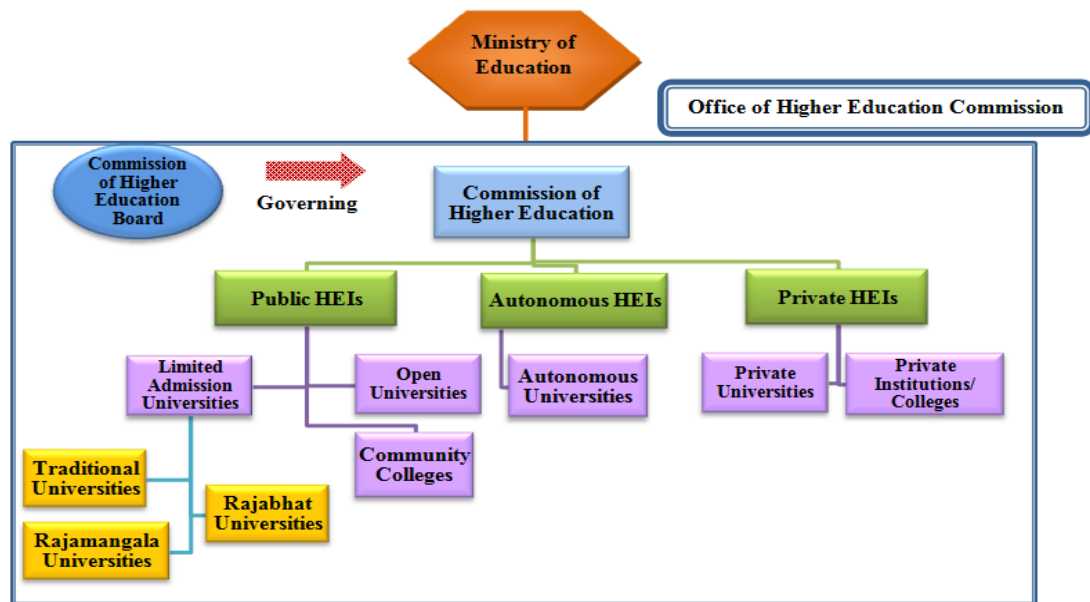 Ministry of
Education
Office of Higher Education Commission
Commission
of Higher
Education
Board
Governing
Commission of
Higher Education
Public HEIs
Autonomous HEIs
Private HEIs
Limited
Admission
Universities
Open
Universities
Autonomous
Universities
Private
Universities
Private
Institutions/
Colleges
Community
Colleges
Traditional
Universities
Rajabhat
Universities
Rajamangala
Universities